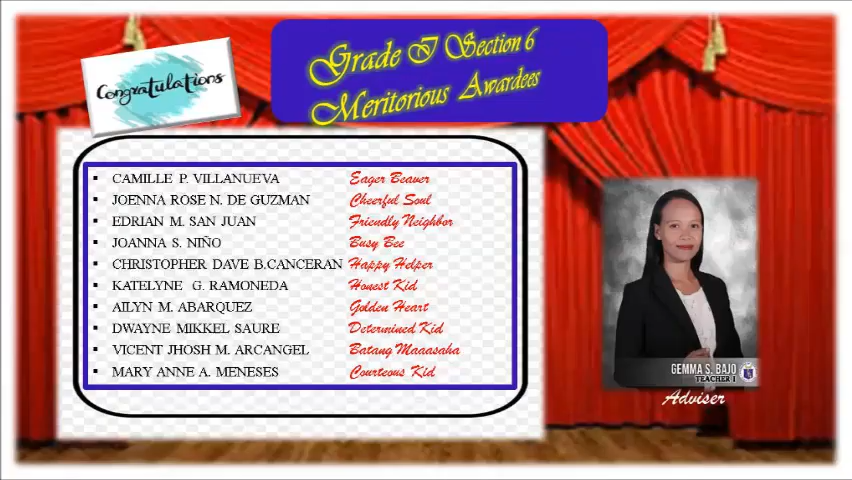 Congratulations
Grade I Section 6
Meritorious Awardees
▪ CAMILLE P. VILLANUEVA Eager Beaver
▪ JOENNA ROSE N. DE GUZMAN Cheerful Soul
▪ EDRIAN M. SAN JUAN Friendly Neighbor
▪ JOANNA S. NIÑO Busy Bee
▪ CHRISTOPHER DAVE B.CANCERAN Happy Helper
▪ KATELYNE G. RAMONEDA Honest Kid
▪ AILYN M. ABARQUEZ Golden Heart
▪ DWAYNE MIKKEL SAURE Determined Kid
▪ VICENT JHOSH M. ARCANGEL Batang Maaasaha
▪ MARY ANNE A. MENESES Courteous Kid
GEMMA S. BAJO
TEACHER I
Adviser